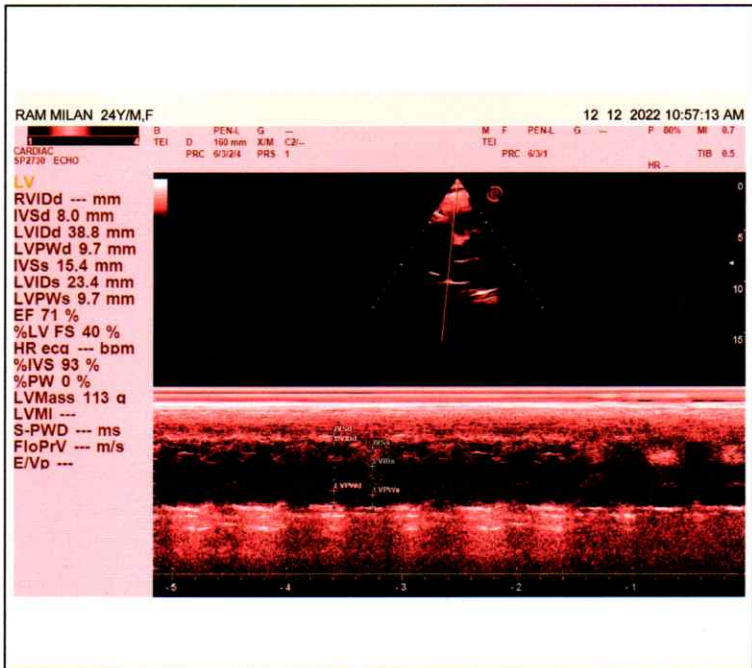 RAM MILAN 24Y/M,F 12 12 2022 10:57:13 AM
B PEN-L G --- M F PEN-L G --- P 80% MI 0.7
TEI D 160 mm X/M C2/-- TEI
PRC 6/3/2/4 PRS 1 PRC 6/3/1 TIB 0.5
HR --
CARDIAC
SP2730 ECHO
LV
RVIDd --- mm
IVSd 8.0 mm
LVIDd 38.8 mm
LVPWd 9.7 mm
IVSs 15.4 mm
LVIDs 23.4 mm
LVPWs 9.7 mm
EF 71 %
%LV FS 40 %
HR ecg --- bpm
%IVS 93 %
%PW 0 %
LVMass 113 g
LVMI ---
S-PWD --- ms
FloPrV --- m/s
E/Vp ---
0
5
10
15
IVSd
LVIDd
IVSs
LVIDs
LVPWd
LVPWs
-5 -4 -3 -2 -1